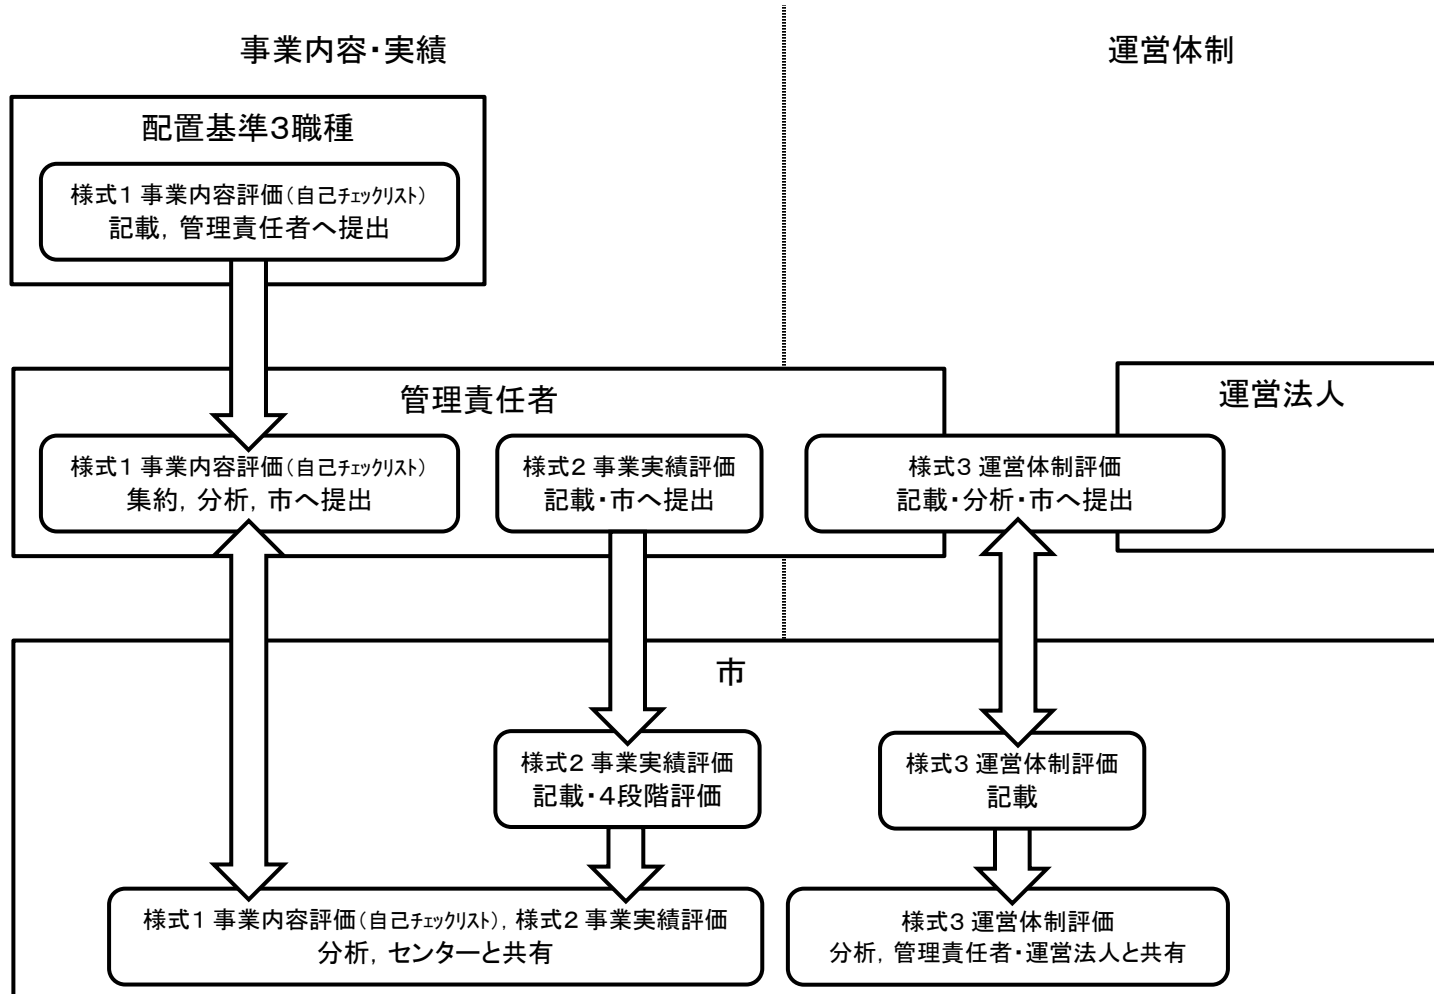 事業内容・実績
運営体制
配置基準3職種
様式1 事業内容評価(自己ﾁｪｯｸﾘｽﾄ)
記載, 管理責任者へ提出
管理責任者
運営法人
様式1 事業内容評価(自己ﾁｪｯｸﾘｽﾄ)
集約, 分析, 市へ提出
様式2 事業実績評価
記載・市へ提出
様式3 運営体制評価
記載・分析・市へ提出
市
様式2 事業実績評価
記載・4段階評価
様式3 運営体制評価
記載
様式1 事業内容評価(自己ﾁｪｯｸﾘｽﾄ), 様式2 事業実績評価
分析, センターと共有
様式3 運営体制評価
分析, 管理責任者・運営法人と共有